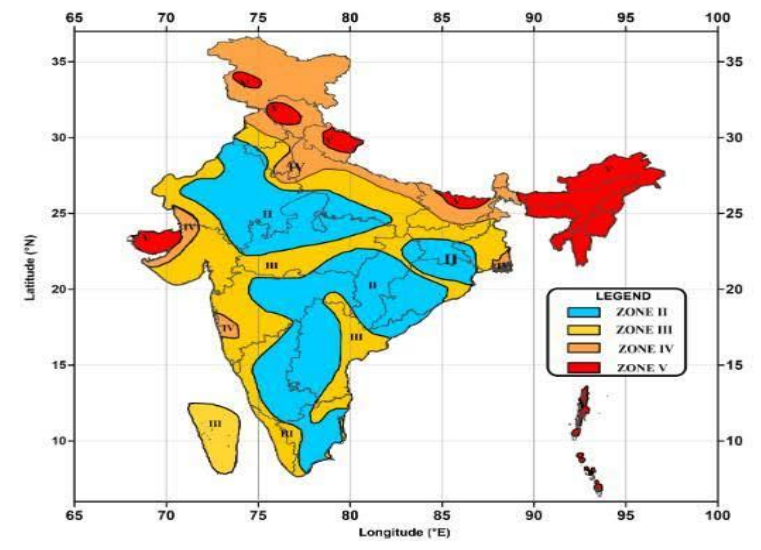 65 70 75 80 85 90 95 100
35 35
V
V
30 V 30
IV
V
25 II V 25
V IV
III II
II
20 20
LEGEND
ZONE II
IV ZONE III
III ZONE IV
15 ZONE V 15
III
III
10 10
65 70 75 80 85 90 95 100
Latitude (°N)
Longitude (°E)